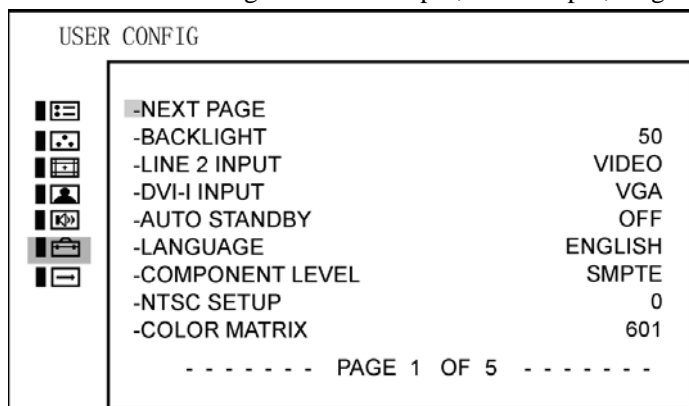 USER CONFIG
-NEXT PAGE
-BACKLIGHT 50
-LINE 2 INPUT VIDEO
-DVI-I INPUT VGA
-AUTO STANDBY OFF
-LANGUAGE ENGLISH
-COMPONENT LEVEL SMPTE
-NTSC SETUP 0
-COLOR MATRIX 601
- - - - - - - PAGE 1 OF 5 - - - - - - -